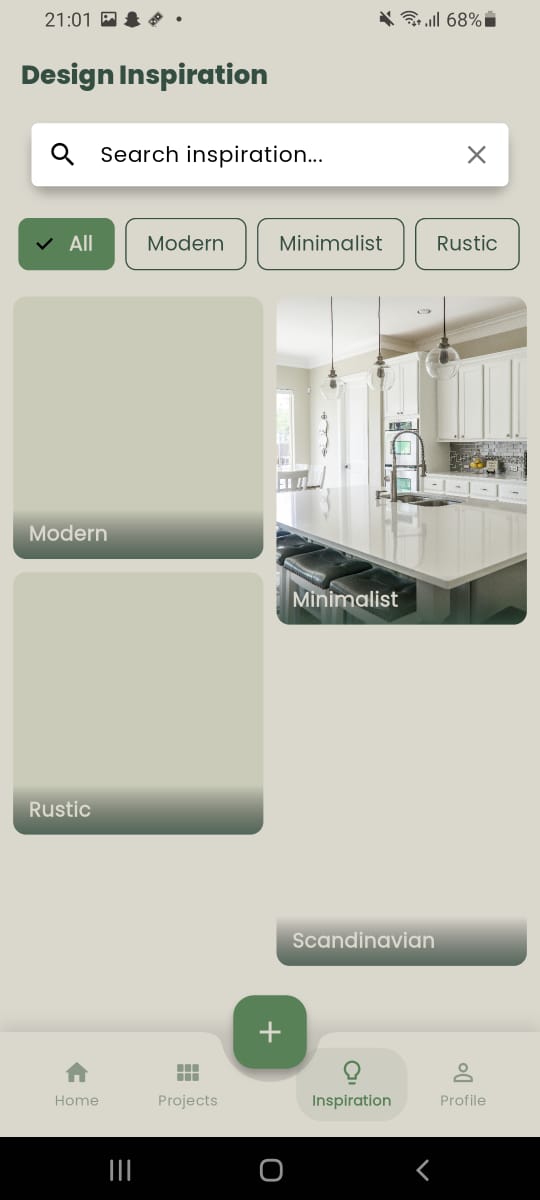 21:01 68%
Design Inspiration
Search inspiration...
All Modern Minimalist Rustic
Modern
Minimalist
Rustic
Scandinavian
Home Projects Inspiration Profile